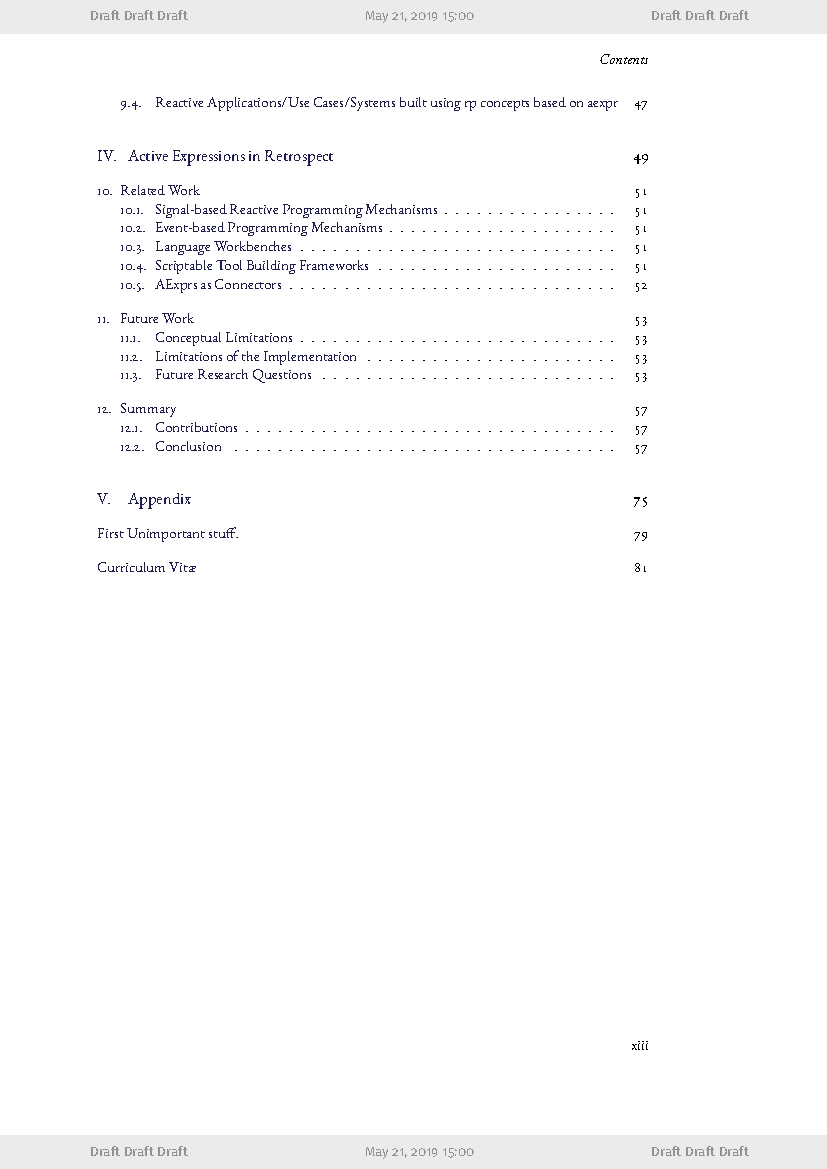 Draft Draft Draft May 21, 2019 15:00 Draft Draft Draft
Contents
9.4. Reactive Applications/Use Cases/Systems built using rp concepts based on aexpr 47
IV. Active Expressions in Retrospect 49
10. Related Work 51
10.1. Signal-based Reactive Programming Mechanisms . . . . . . . . . . . . . . . . 51
10.2. Event-based Programming Mechanisms . . . . . . . . . . . . . . . . . . . . . 51
10.3. Language Workbenches . . . . . . . . . . . . . . . . . . . . . . . . . . . . . 51
10.4. Scriptable Tool Building Frameworks . . . . . . . . . . . . . . . . . . . . . . 51
10.5. AExprs as Connectors . . . . . . . . . . . . . . . . . . . . . . . . . . . . . . 52
11. Future Work 53
11.1. Conceptual Limitations . . . . . . . . . . . . . . . . . . . . . . . . . . . . . 53
11.2. Limitations of the Implementation . . . . . . . . . . . . . . . . . . . . . . . 53
11.3. Future Research Questions . . . . . . . . . . . . . . . . . . . . . . . . . . . 53
12. Summary 57
12.1. Contributions . . . . . . . . . . . . . . . . . . . . . . . . . . . . . . . . . . 57
12.2. Conclusion . . . . . . . . . . . . . . . . . . . . . . . . . . . . . . . . . . . 57
V. Appendix 75
First Unimportant stuff. 79
Curriculum Vitæ 81
xiii
Draft Draft Draft May 21, 2019 15:00 Draft Draft Draft